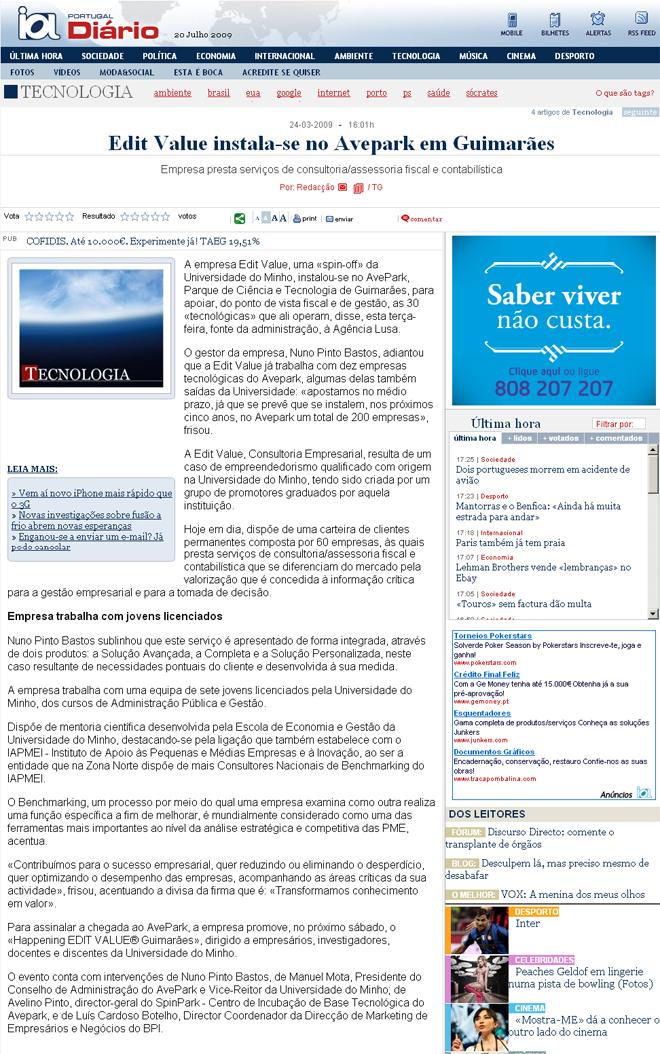 PORTUGAL
Diário
20 Julho 2009
MOBILE
BILHETES
ALERTAS
RSS FEED
ÚLTIMA HORA SOCIEDADE POLÍTICA ECONOMIA INTERNACIONAL AMBIENTE TECNOLOGIA MÚSICA CINEMA DESPORTO
FOTOS VÍDEOS MODA&SOCIAL ESTA É BOCA ACREDITE SE QUISER
TECNOLOGIA ambiente brasil eua google internet porto ps saúde sócrates O que são tags?
4 artigos de Tecnologia seguinte
24-03-2009 - 16:01h
Edit Value instala-se no Avepark em Guimarães
Empresa presta serviços de consultoria/assessoria fiscal e contabilística
Por: Redacção / TG
Vota Resultado votos A A A A print enviar comentar
PUB COFIDIS. Até 10.000€. Experimente já! TAEG 19,51%
TECNOLOGIA
A empresa Edit Value, uma «spin-off» da
Universidade do Minho, instalou-se no AvePark,
Parque de Ciência e Tecnologia de Guimarães, para
apoiar, do ponto de vista fiscal e de gestão, as 30
«tecnológicas» que ali operam, disse, esta terça-
feira, fonte da administração, à Agência Lusa.
O gestor da empresa, Nuno Pinto Bastos, adiantou
que a Edit Value já trabalha com dez empresas
tecnológicas do Avepark, algumas delas também
saídas da Universidade: «apostamos no médio
prazo, já que se prevê que se instalem, nos próximos
cinco anos, no Avepark um total de 200 empresas»,
frisou.
A Edit Value, Consultoria Empresarial, resulta de um
caso de empreendedorismo qualificado com origem
na Universidade do Minho, tendo sido criada por um
grupo de promotores graduados por aquela
instituição.
LEIA MAIS:
» Vem aí novo iPhone mais rápido que
o 3G
» Novas investigações sobre fusão a
frio abrem novas esperanças
» Enganou-se a enviar um e-mail? Já
pode cancelar
Hoje em dia, dispõe de uma carteira de clientes
permanentes composta por 60 empresas, às quais
presta serviços de consultoria/assessoria fiscal e
contabilística que se diferenciam do mercado pela
valorização que é concedida à informação crítica
para a gestão empresarial e para a tomada de decisão.
Empresa trabalha com jovens licenciados
Nuno Pinto Bastos sublinhou que este serviço é apresentado de forma integrada, através
de dois produtos: a Solução Avançada, a Completa e a Solução Personalizada, neste
caso resultante de necessidades pontuais do cliente e desenvolvida à sua medida.
A empresa trabalha com uma equipa de sete jovens licenciados pela Universidade do
Minho, dos cursos de Administração Pública e Gestão.
Dispõe de mentoria científica desenvolvida pela Escola de Economia e Gestão da
Universidade do Minho, destacando-se pela ligação que também estabelece com o
IAPMEI - Instituto de Apoio às Pequenas e Médias Empresas e à Inovação, ao ser a
entidade que na Zona Norte dispõe de mais Consultores Nacionais de Benchmarking do
IAPMEI.
O Benchmarking, um processo por meio do qual uma empresa examina como outra realiza
uma função específica a fim de melhorar, é mundialmente considerado como uma das
ferramentas mais importantes ao nível da análise estratégica e competitiva das PME,
acentua.
«Contribuímos para o sucesso empresarial, quer reduzindo ou eliminando o desperdício,
quer optimizando o desempenho das empresas, acompanhando as áreas críticas da sua
actividade», frisou, acentuando a divisa da firma que é: «Transformamos conhecimento
em valor».
Para assinalar a chegada ao AvePark, a empresa promove, no próximo sábado, o
«Happening EDIT VALUE® Guimarães», dirigido a empresários, investigadores,
docentes e discentes da Universidade do Minho.
O evento conta com intervenções de Nuno Pinto Bastos, de Manuel Mota, Presidente do
Conselho de Administração do AvePark e Vice-Reitor da Universidade do Minho; de
Avelino Pinto, director-geral do SpinPark - Centro de Incubação de Base Tecnológica do
Avepark, e de Luís Cardoso Botelho, Director Coordenador da Direcção de Marketing de
Empresários e Negócios do BPI.
Saber viver
não custa.
Clique aqui ou ligue
808 207 207
Última hora Filtrar por:
última hora + lidos + votados + comentados
17:25 | Sociedade
Dois portugueses morrem em acidente de
avião
17:23 | Desporto
Mantorras e o Benfica: «Ainda há muita
estrada para andar»
17:18 | Internacional
Paris também já tem praia
17:07 | Economia
Lehman Brothers vende «lembranças» no
Ebay
17:05 | Sociedade
«Touros» sem factura dão multa
Torneios Pokerstars
Solverde Poker Season by Pokerstars Inscreve-te, joga e
ganha!
www.pokerstars.com
Crédito Final Feliz
Com a Ge Money tenha até 15.000€ Obtenha já a sua
pré-aprovação!
www.gemoney.pt
Esquentadores
Gama completa de produtos/serviços Conheça as soluções
Junkers
www.junkers.com
Documentos Gráficos
Encadernação, conservação, restauro Confie-nos as suas
obras!
www.tracapombalina.com
Anúncios
DOS LEITORES
FÓRUM: Discurso Directo: comente o
transplante de órgãos
BLOG: Desculpem lá, mas preciso mesmo de
desabafar
O MELHOR: VOX: A menina dos meus olhos
DESPORTO
Inter
CELEBRIDADES
Peaches Geldof em lingerie
numa pista de bowling (Fotos)
CINEMA
«Mostra-ME» dá a conhecer o
outro lado do cinema